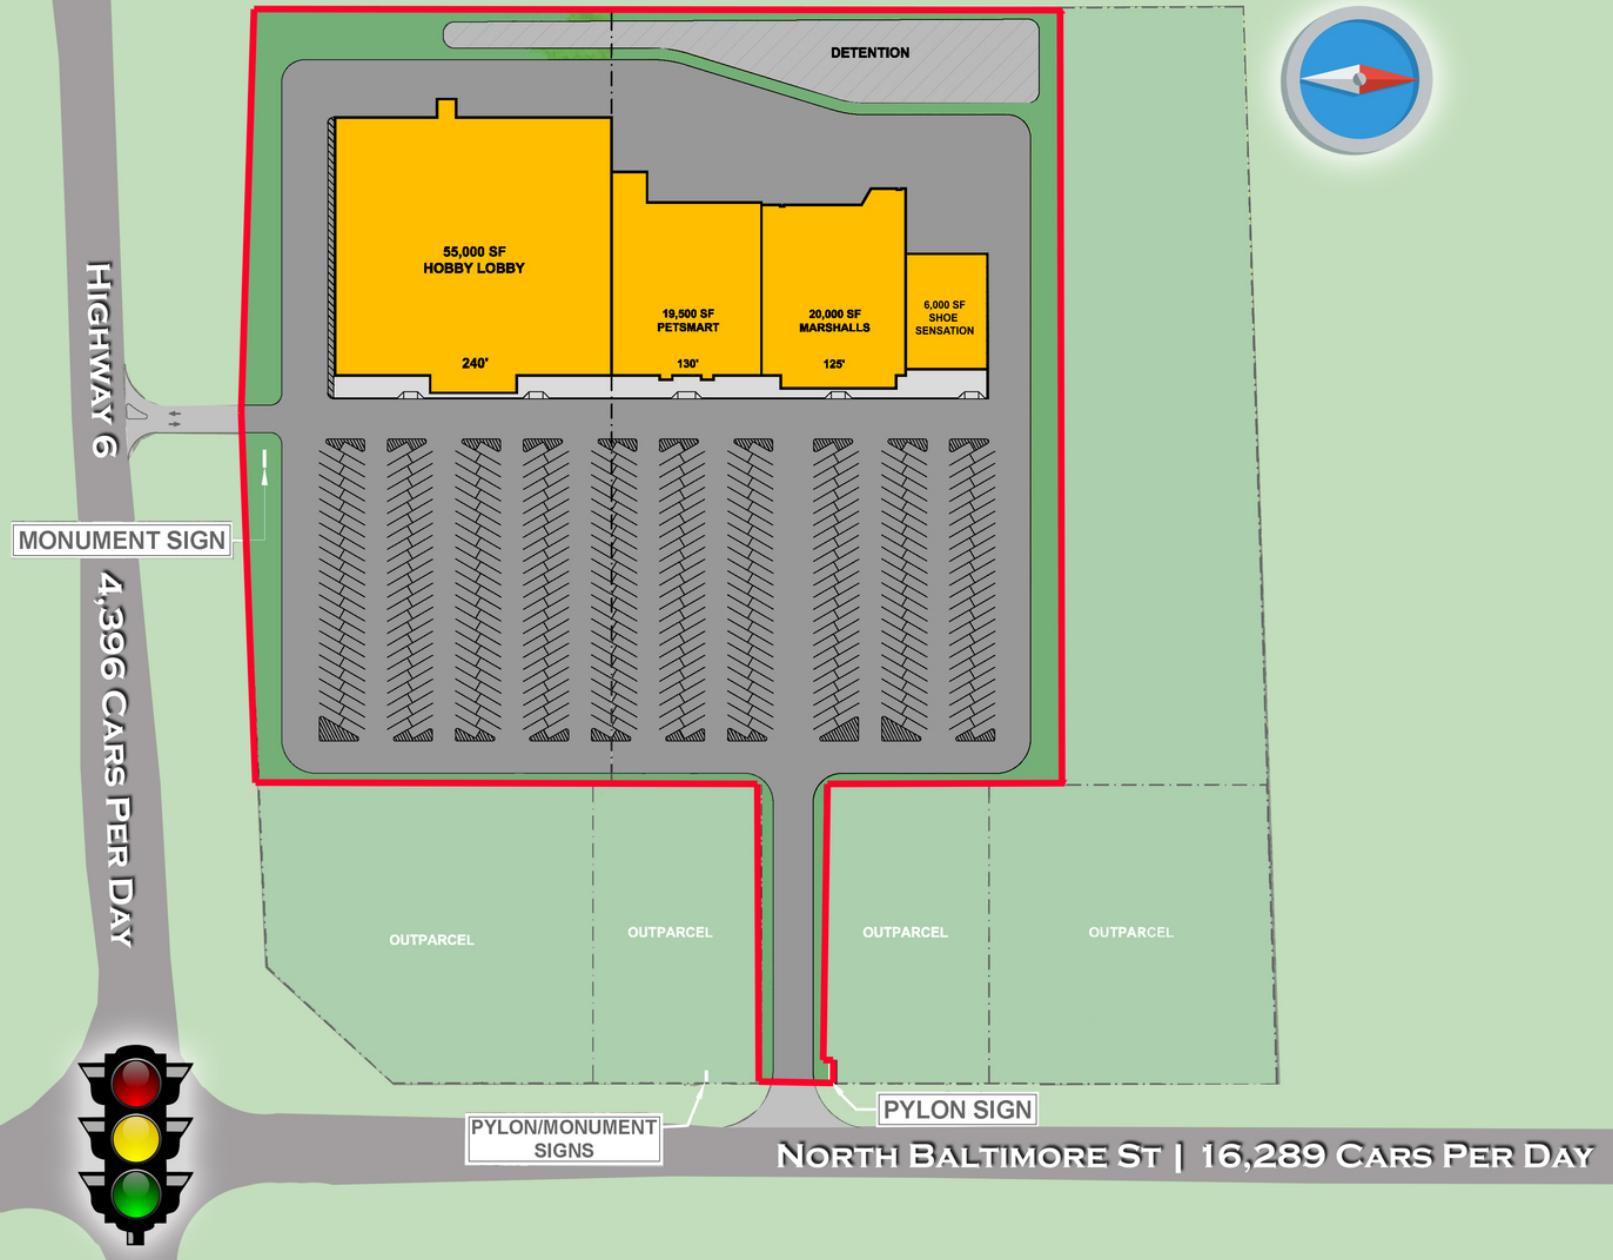 DETENTION
55,000 SF
HOBBY LOBBY
240'
19,500 SF
PETSMART
130'
20,000 SF
MARSHALLS
125'
6,000 SF
SHOE
SENSATION
HIGHWAY 6
4,396 CARS PER DAY
MONUMENT SIGN
OUTPARCEL
OUTPARCEL
OUTPARCEL
OUTPARCEL
PYLON/MONUMENT
SIGNS
PYLON SIGN
NORTH BALTIMORE ST | 16,289 CARS PER DAY